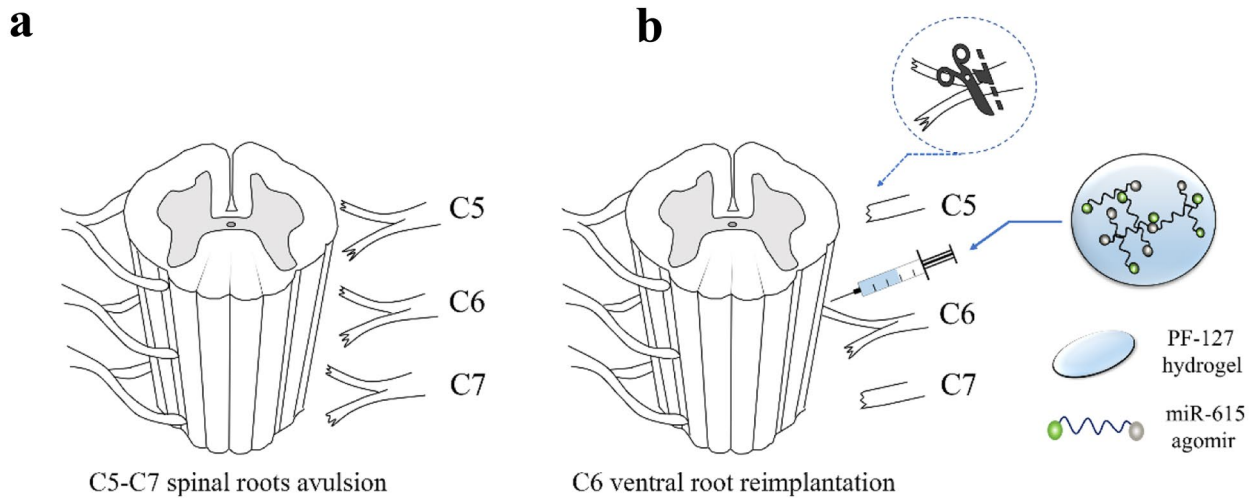 a
C5
C6
C7
C5-C7 spinal roots avulsion
b
C5
C6
C7
C6 ventral root reimplantation
PF-127
hydrogel
miR-615
agomir